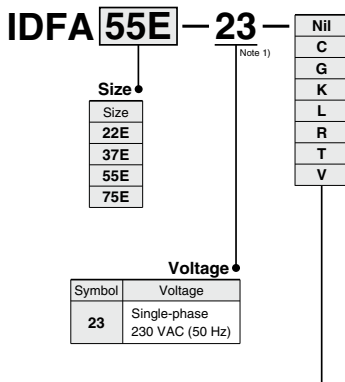 IDFA 55E — 23 —
Note 1)
Nil
C
G
K
L
R
T
V
Size
Size
22E
37E
55E
75E
Voltage
Symbol Voltage
23 Single-phase
230 VAC (50 Hz)